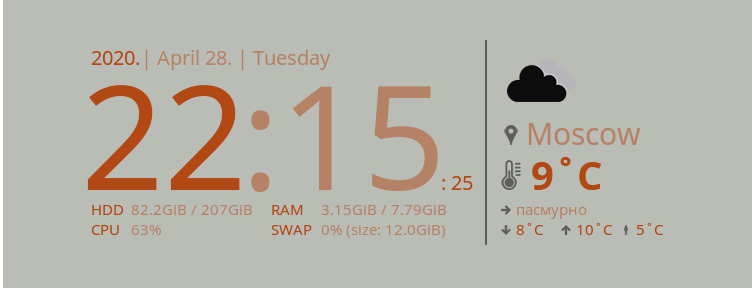 2020.| April 28. | Tuesday
22:15: 25
HDD 82.2GiB / 207GiB RAM 3.15GiB / 7.79GiB
CPU 63% SWAP 0% (size: 12.0GiB)
Moscow
9˚C
пасмурно
8˚C 10˚C 5˚C